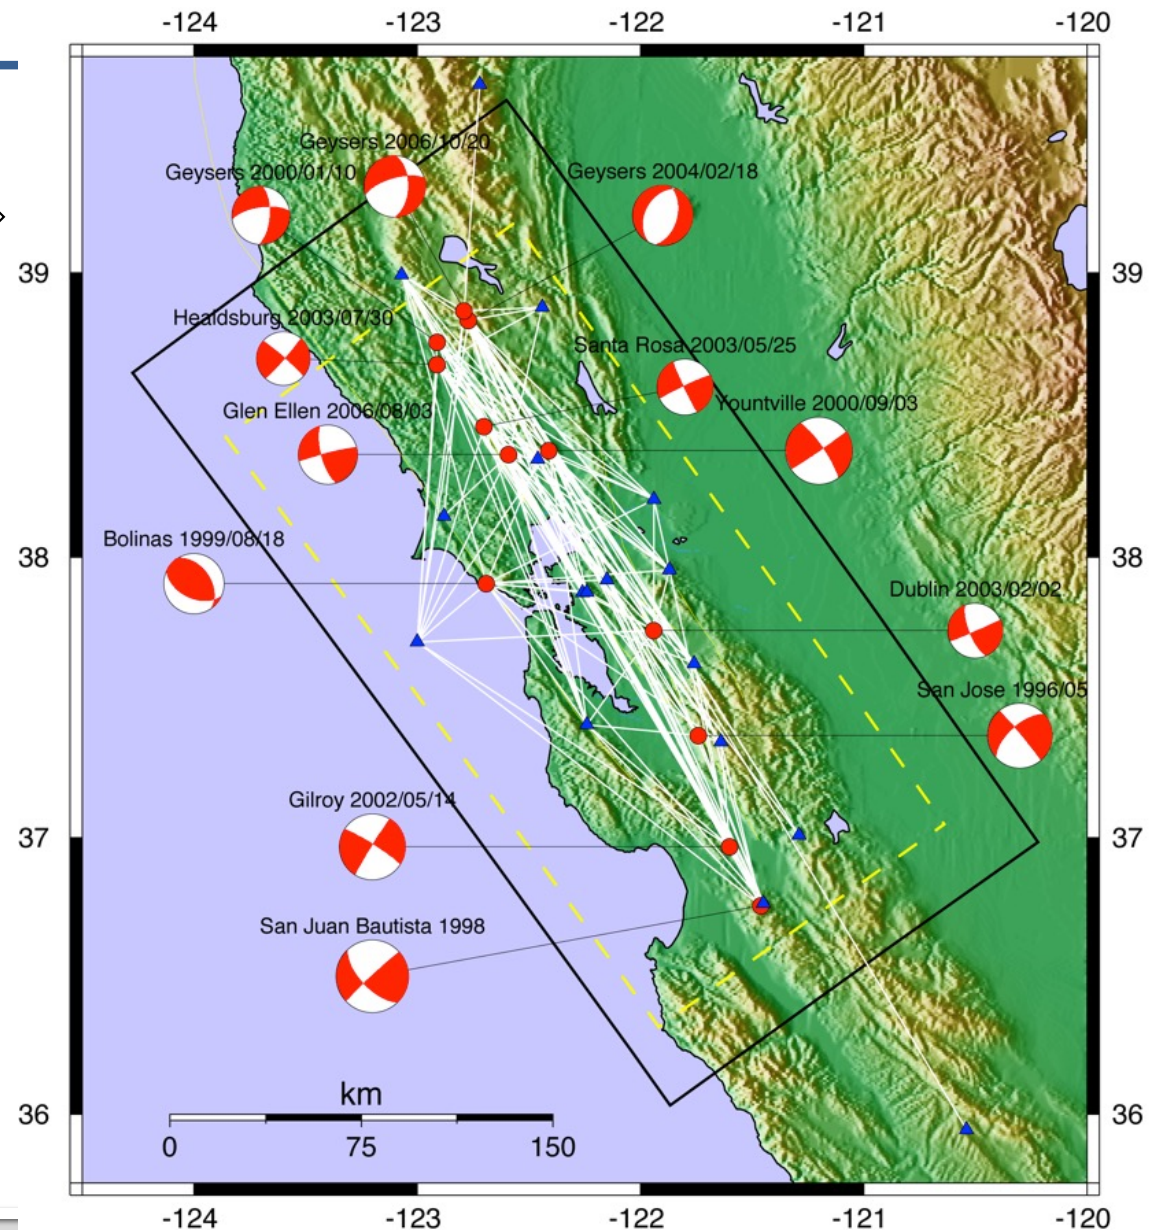 -124 -123 -122 -121 -120
Geysers 2006/10/20
Geysers 2000/01/10
Geysers 2004/02/18
39 39
Healdsburg 2003/07/30
Santa Rosa 2003/05/25
Glen Ellen 2006/08/03
Yountville 2000/09/03
Bolinas 1999/08/18
38 38
Dublin 2003/02/02
San Jose 1996/05
Gilroy 2002/05/14
37 37
San Juan Bautista 1998
km
0 75 150
36 36
-124 -123 -122 -121 -120